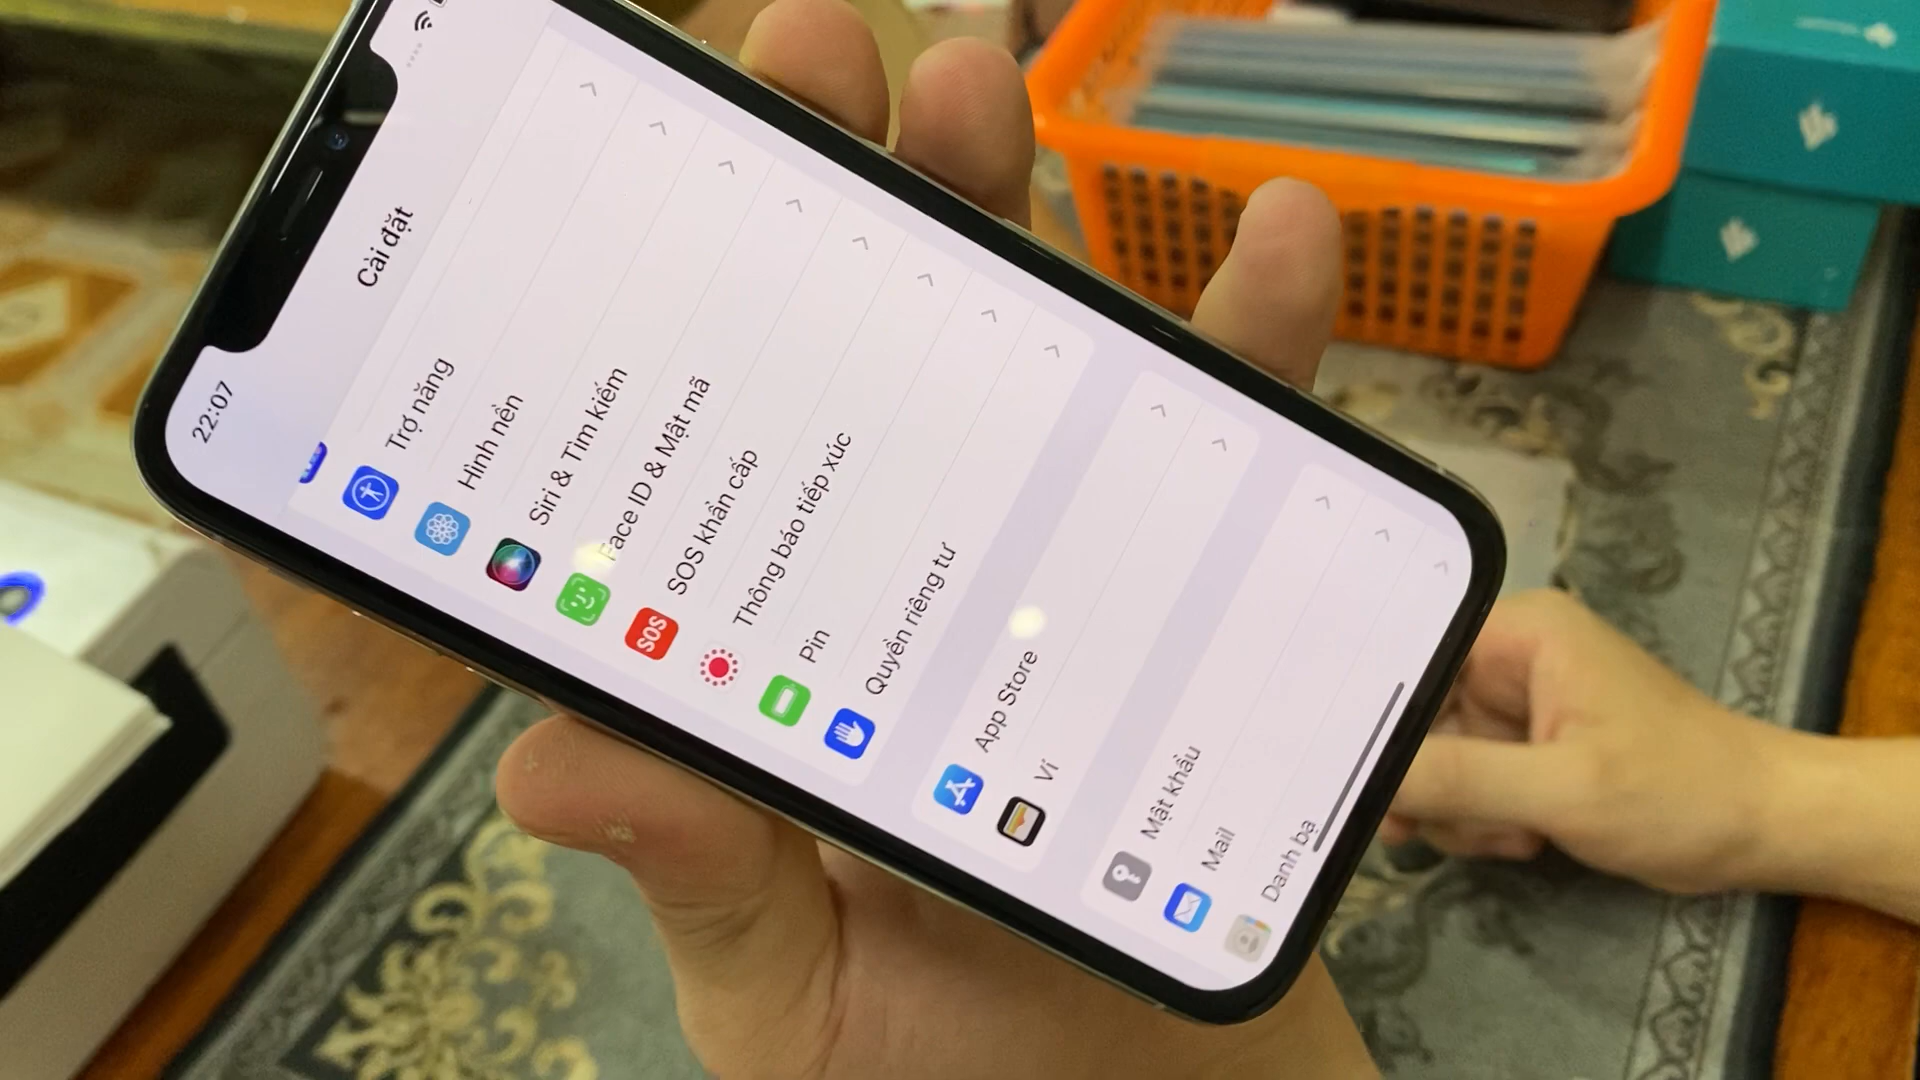 22:07
Cài đặt
Trợ năng
Hình nền
Siri & Tìm kiếm
Face ID & Mật mã
SOS
SOS khẩn cấp
Thông báo tiếp xúc
Pin
Quyền riêng tư
App Store
Ví
Mật khẩu
Mail
Danh bạ